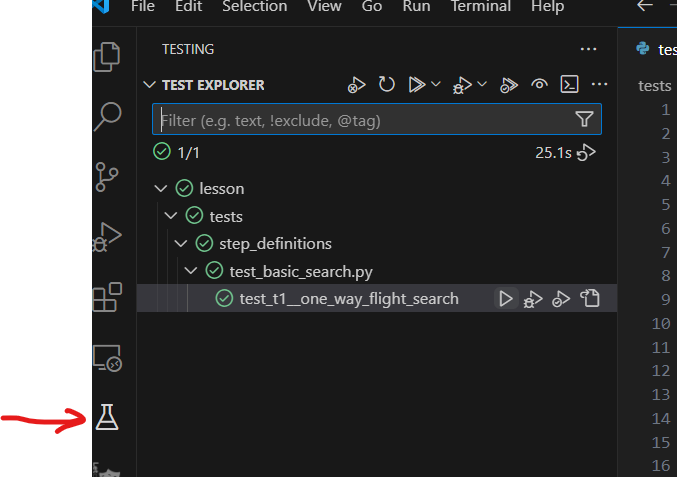 File Edit Selection View Go Run Terminal Help
TESTING
TEST EXPLORER
Filter (e.g. text, !exclude, @tag)
1/1 25.1s
lesson
tests
step_definitions
test_basic_search.py
test_t1__one_way_flight_search
tes
tests
1
2
3
4
5
6
7
8
9
10
11
12
13
14
15
16